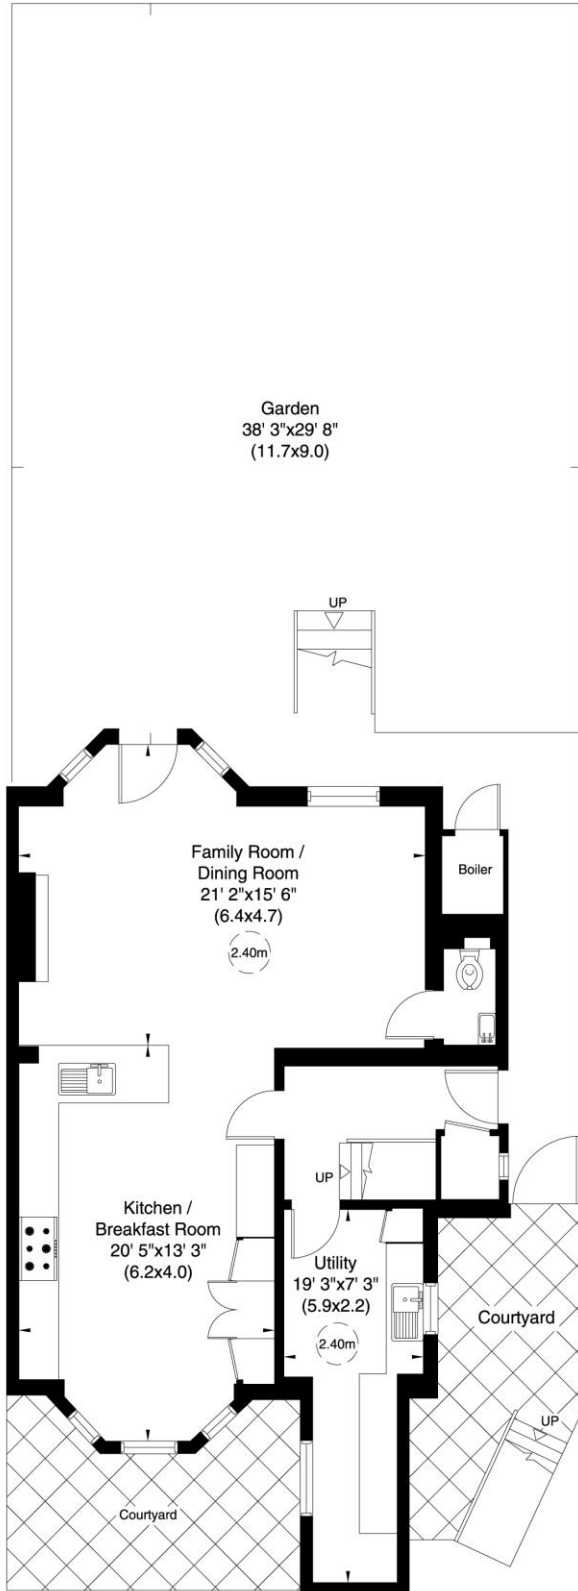 Garden
38' 3"x29' 8"
(11.7x9.0)
UP
Family Room /
Dining Room
21' 2"x15' 6"
(6.4x4.7)
2.40m
Boiler
UP
Kitchen /
Breakfast Room
20' 5"x13' 3"
(6.2x4.0)
Utility
19' 3"x7' 3"
(5.9x2.2)
2.40m
Courtyard
UP
Courtyard